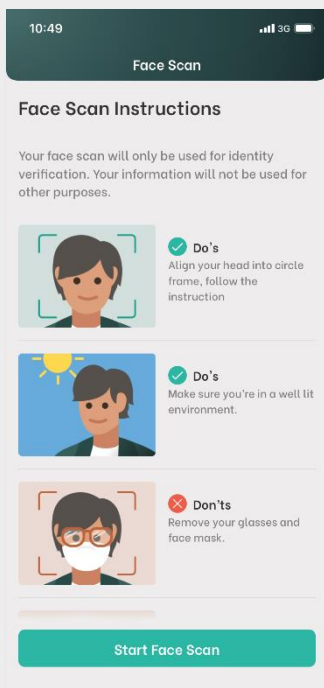 10:49
3G
Face Scan
Face Scan Instructions
Your face scan will only be used for identity
verification. Your information will not be used for
other purposes.
Do's
Align your head into circle
frame, follow the
instruction
Do's
Make sure you're in a well lit
environment.
Don'ts
Remove your glasses and
face mask.
Start Face Scan